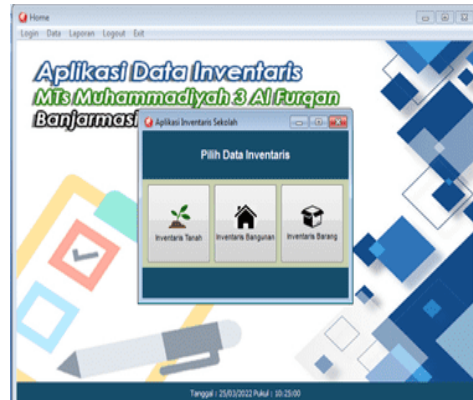 Home
Login Data Laporan Logout Exit
Aplikasi Data Inventaris
MTs Muhammadiyah 3 Al Furqan
Banjarmasi
Aplikasi Inventaris Sekolah
Pilih Data Inventaris
Inventaris Tanah Inventaris Bangunan Inventaris Barang
Tanggal : 25/03/2022 Pukul : 10:25:00